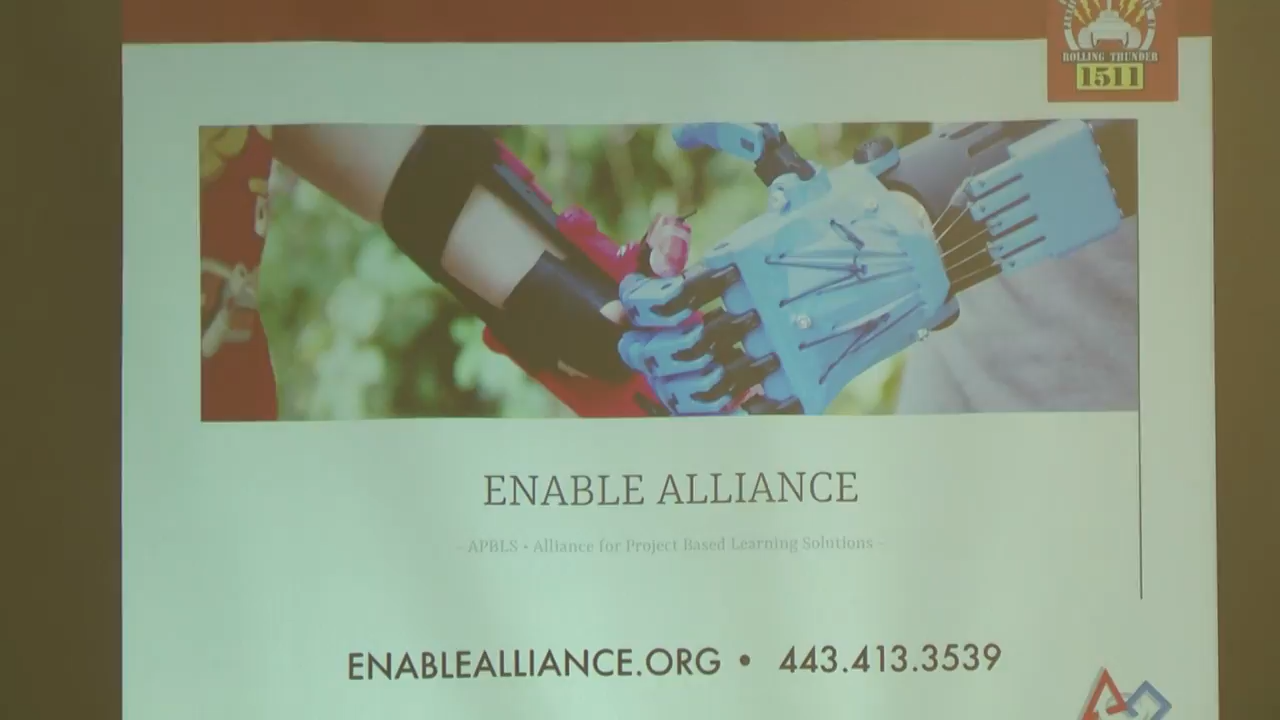 ROLLING THUNDER
1511
ENABLE ALLIANCE
- APBLS • Alliance for Project Based Learning Solutions -
ENABLEALLIANCE.ORG • 443.413.3539